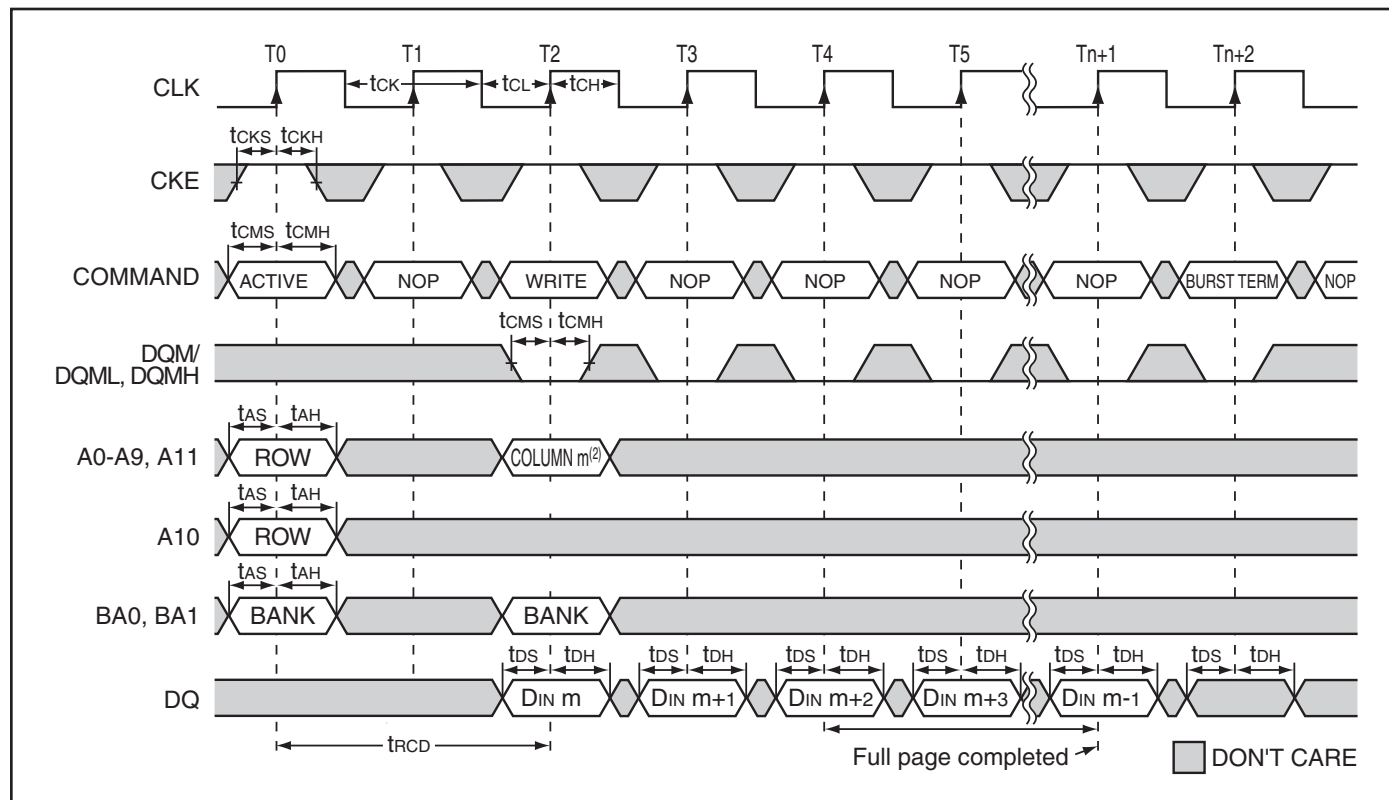 T0 T1 T2 T3 T4 T5 Tn+1 Tn+2
CLK tCK tCL tCH
tCKS tCKH
CKE
tCMS tCMH
COMMAND ACTIVE NOP WRITE NOP NOP NOP NOP BURST TERM NOP
tCMS tCMH
DQM/
DQML, DQMH
tAS tAH
A0-A9, A11 ROW COLUMN m(2)
tAS tAH
A10 ROW
tAS tAH
BA0, BA1 BANK BANK
tDS tDH tDS tDH tDS tDH tDS tDH tDS tDH tDS tDH
DQ DIN m DIN m+1 DIN m+2 DIN m+3 DIN m-1
tRCD
Full page completed
DON'T CARE